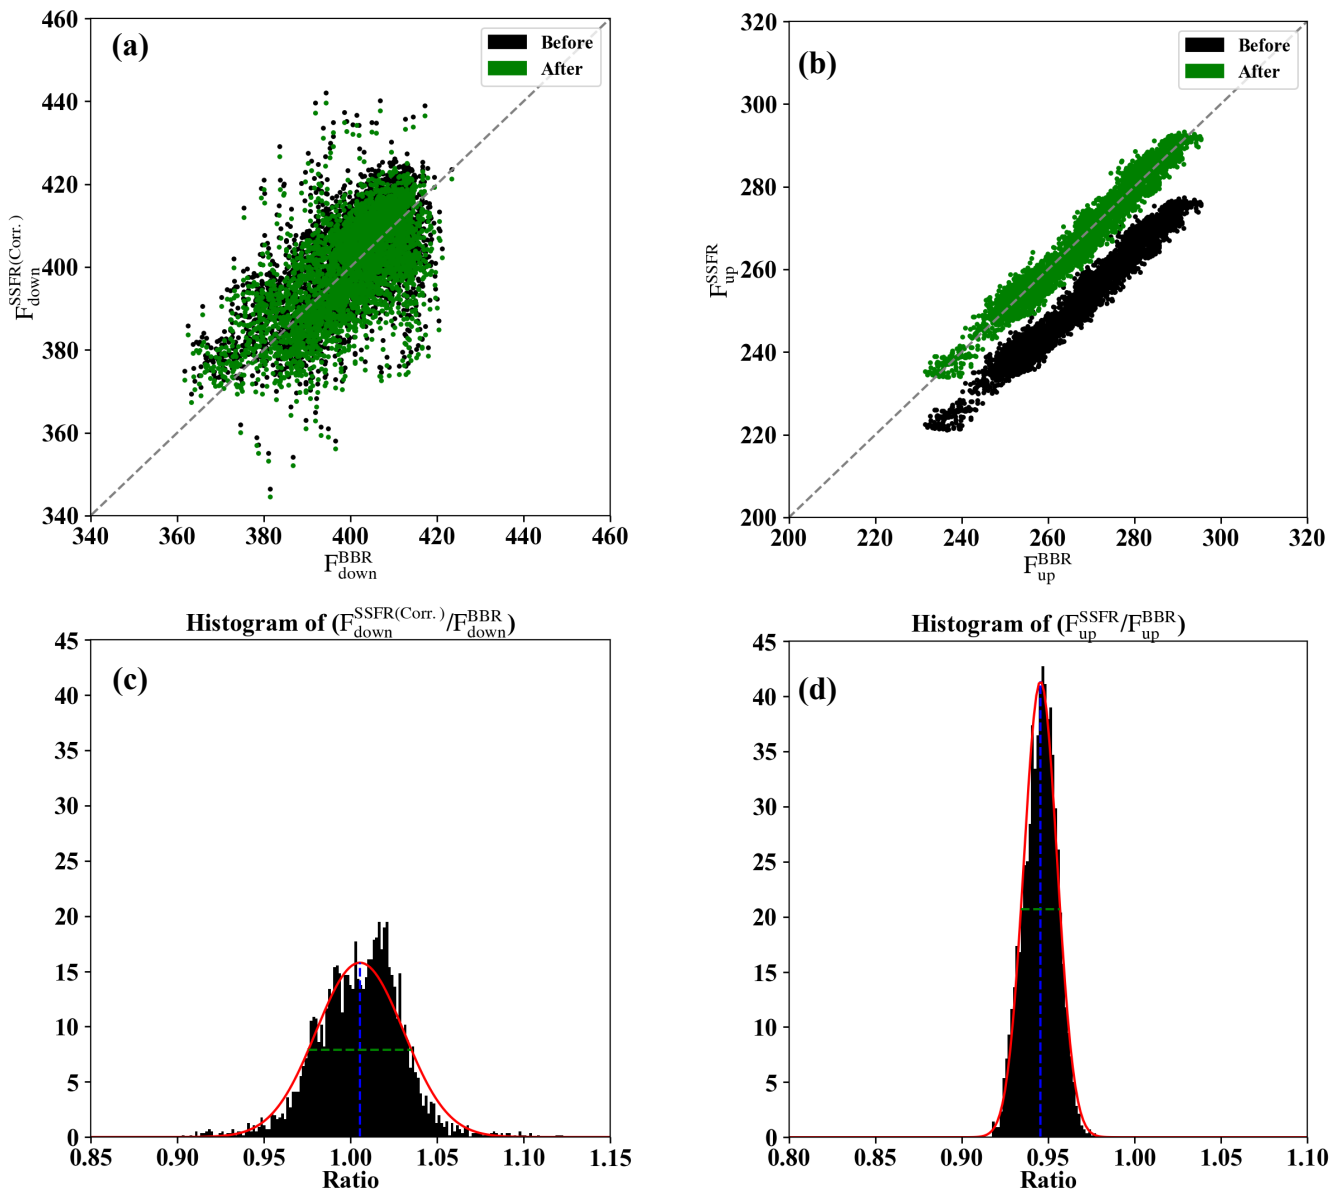 (a)
Before
After
460
440
420
400
380
360
340
340 360 380 400 420 440 460
F_down^SSFR(Corr.)
F_down^BBR
(b)
Before
After
320
300
280
260
240
220
200
200 220 240 260 280 300 320
F_up^SSFR
F_up^BBR
Histogram of (F_down^SSFR(Corr.)/F_down^BBR)
(c)
45
40
35
30
25
20
15
10
5
0
0.85 0.90 0.95 1.00 1.05 1.10 1.15
Ratio
Histogram of (F_up^SSFR/F_up^BBR)
(d)
45
40
35
30
25
20
15
10
5
0
0.80 0.85 0.90 0.95 1.00 1.05 1.10
Ratio